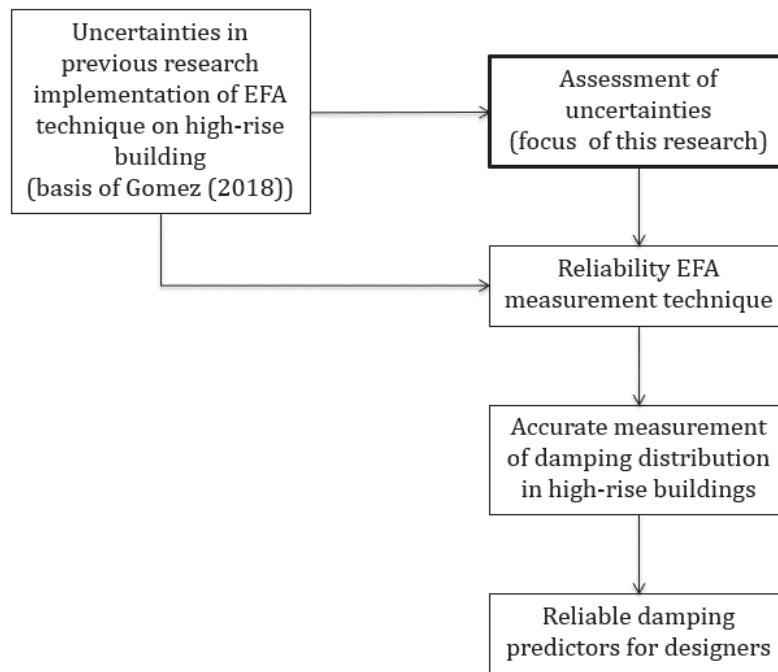 Uncertainties in
previous research
implementation of EFA
technique on high-rise
building
(basis of Gomez (2018))
Assessment of
uncertainties
(focus of this research)
Reliability EFA
measurement technique
Accurate measurement
of damping distribution
in high-rise buildings
Reliable damping
predictors for designers